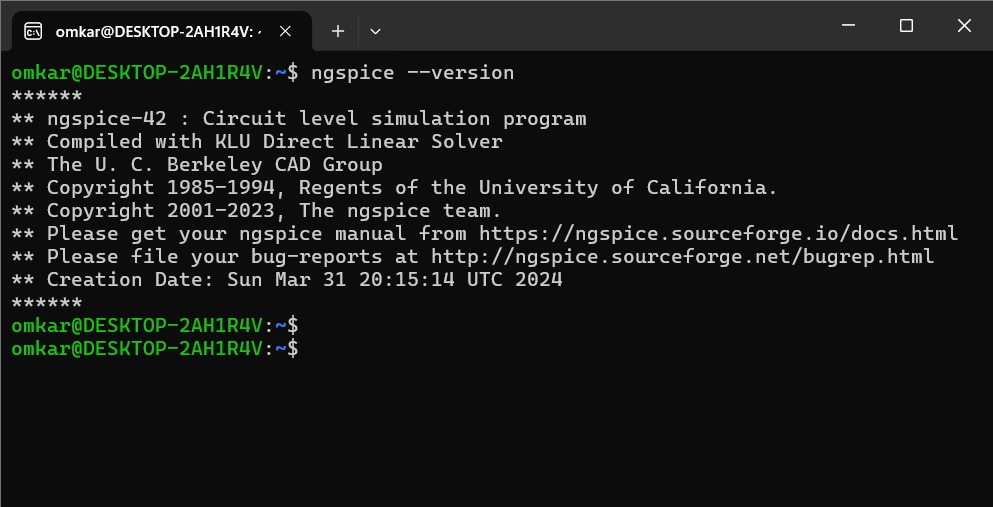 omkar@DESKTOP-2AH1R4V: ~
omkar@DESKTOP-2AH1R4V:~$ ngspice --version
******
** ngspice-42 : Circuit level simulation program
** Compiled with KLU Direct Linear Solver
** The U. C. Berkeley CAD Group
** Copyright 1985-1994, Regents of the University of California.
** Copyright 2001-2023, The ngspice team.
** Please get your ngspice manual from https://ngspice.sourceforge.io/docs.html
** Please file your bug-reports at http://ngspice.sourceforge.net/bugrep.html
** Creation Date: Sun Mar 31 20:15:14 UTC 2024
******
omkar@DESKTOP-2AH1R4V:~$
omkar@DESKTOP-2AH1R4V:~$